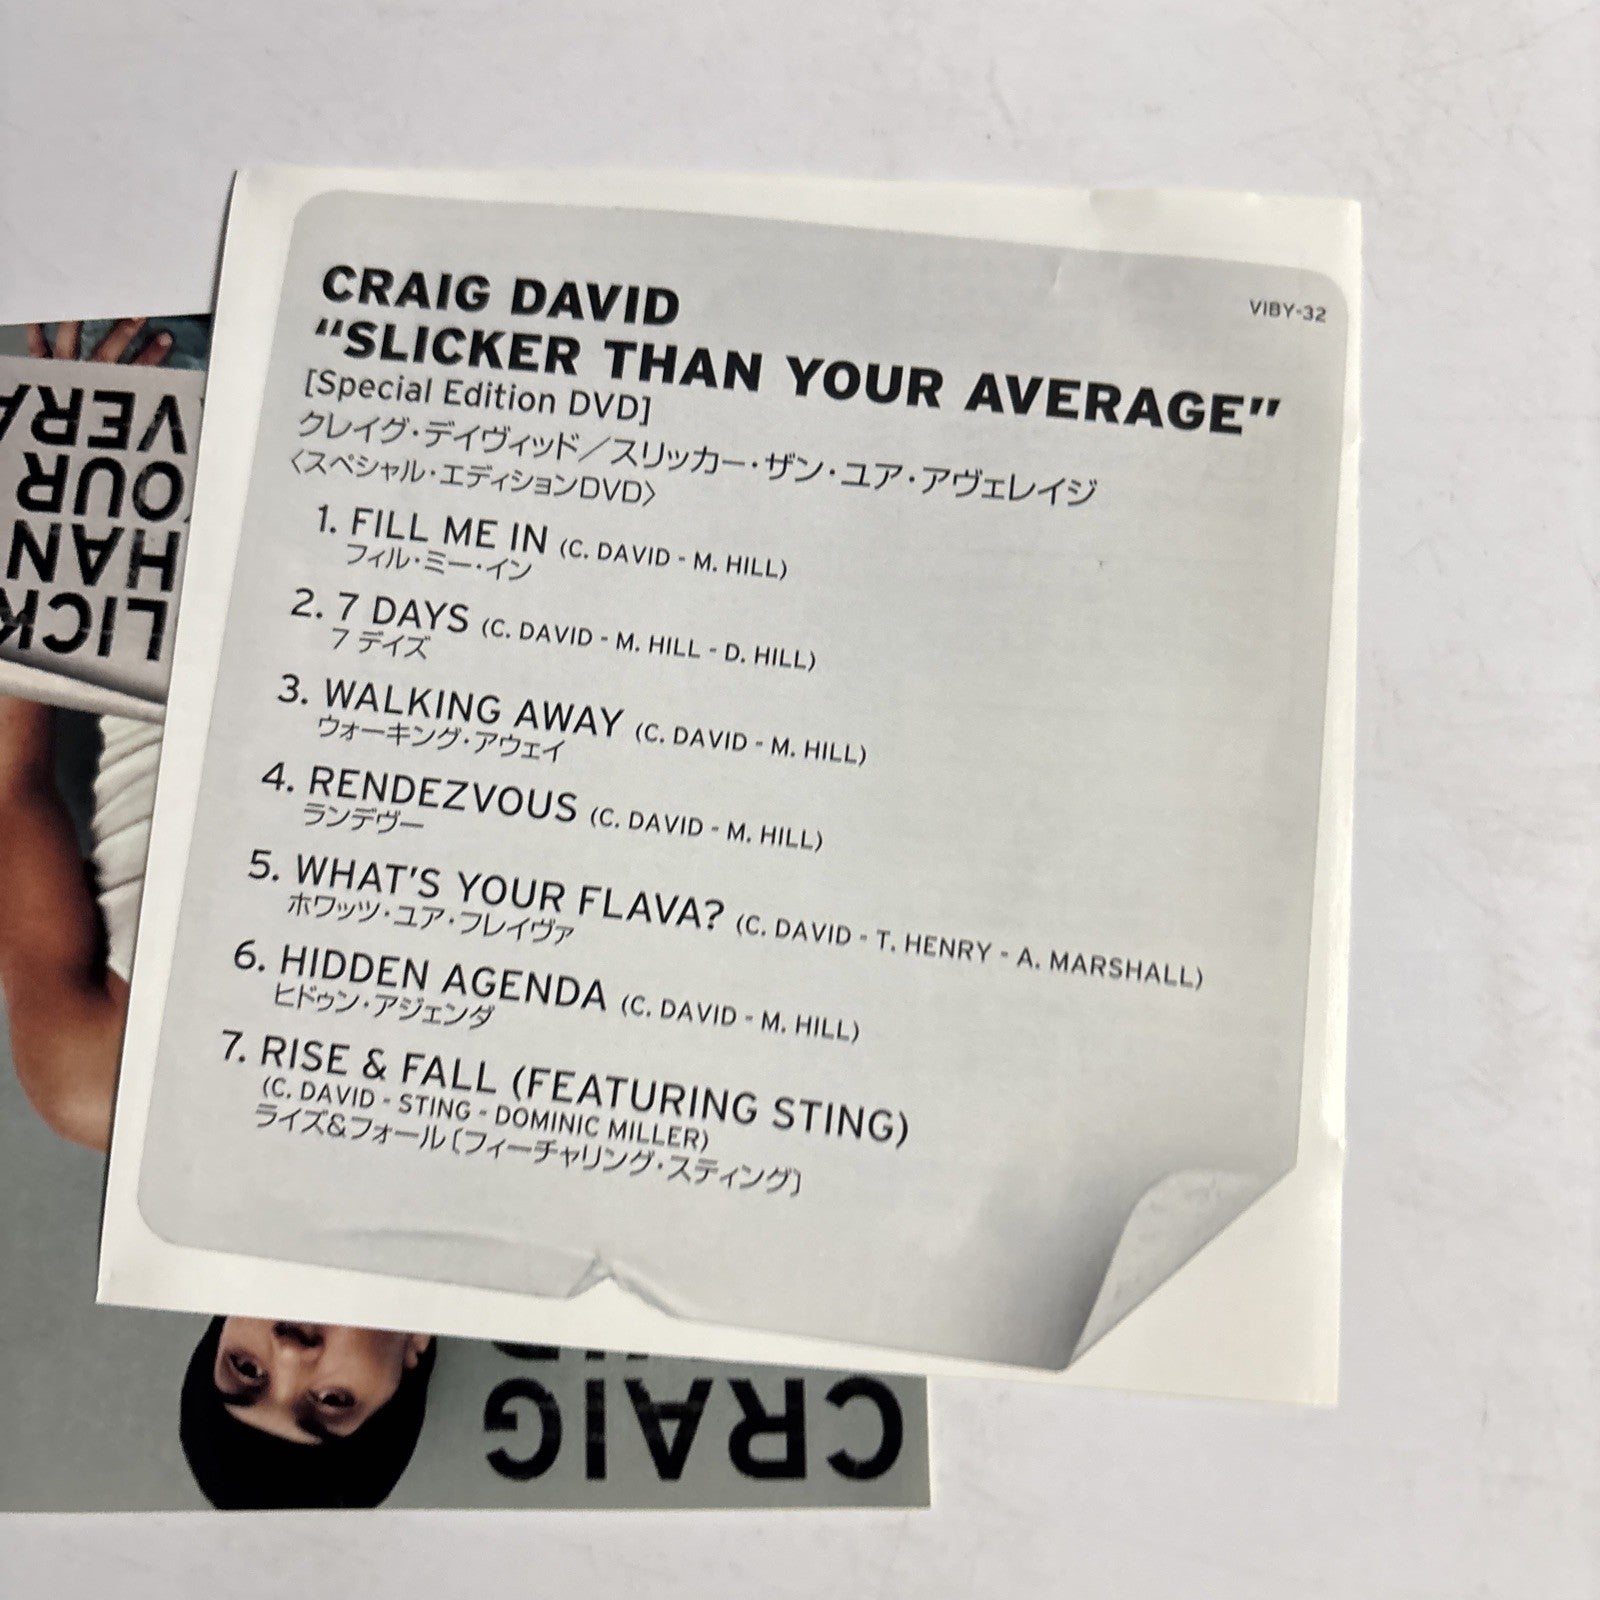 CRAIG DAVID
VIBY-32
"SLICKER THAN YOUR AVERAGE"
[Special Edition DVD]
クレイグ・デイヴィッド／スリッカー・ザン・ユア・アヴェレイジ
〈スペシャル・エディションDVD〉
1. FILL ME IN (C. DAVID - M. HILL)
フィル・ミー・イン
2. 7 DAYS (C. DAVID - M. HILL - D. HILL)
7 デイズ
3. WALKING AWAY (C. DAVID - M. HILL)
ウォーキング・アウェイ
4. RENDEZVOUS (C. DAVID - M. HILL)
ランデヴー
5. WHAT'S YOUR FLAVA? (C. DAVID - T. HENRY - A. MARSHALL)
ホワッツ・ユア・フレイヴァ
6. HIDDEN AGENDA (C. DAVID - M. HILL)
ヒドゥン・アジェンダ
7. RISE & FALL (FEATURING STING)
(C. DAVID - STING - DOMINIC MILLER)
ライズ&フォール〔フィーチャリング・スティング〕
CRAIG
LICK
HAN
OUR
VERA